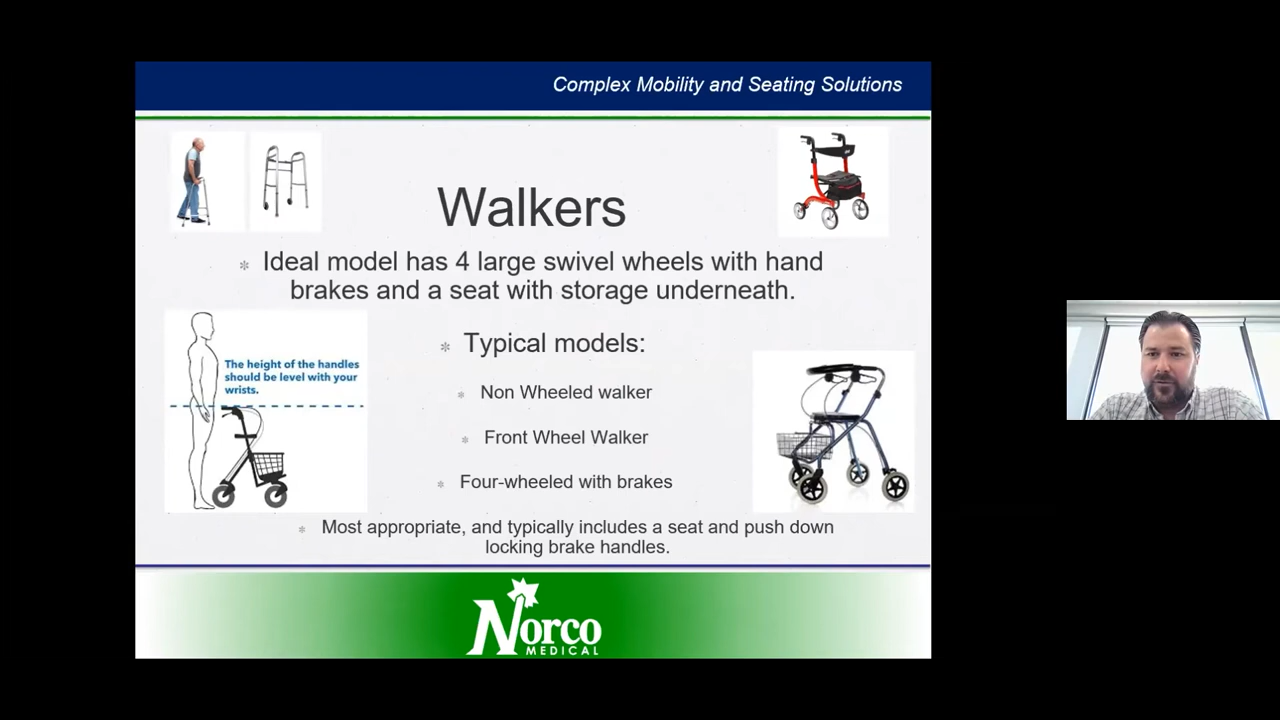 Complex Mobility and Seating Solutions
Walkers
✼ Ideal model has 4 large swivel wheels with hand
brakes and a seat with storage underneath.
The height of the handles
should be level with your
wrists.
✼ Typical models:
✼ Non Wheeled walker
✼ Front Wheel Walker
✼ Four-wheeled with brakes
✼ Most appropriate, and typically includes a seat and push down
locking brake handles.
Norco
MEDICAL